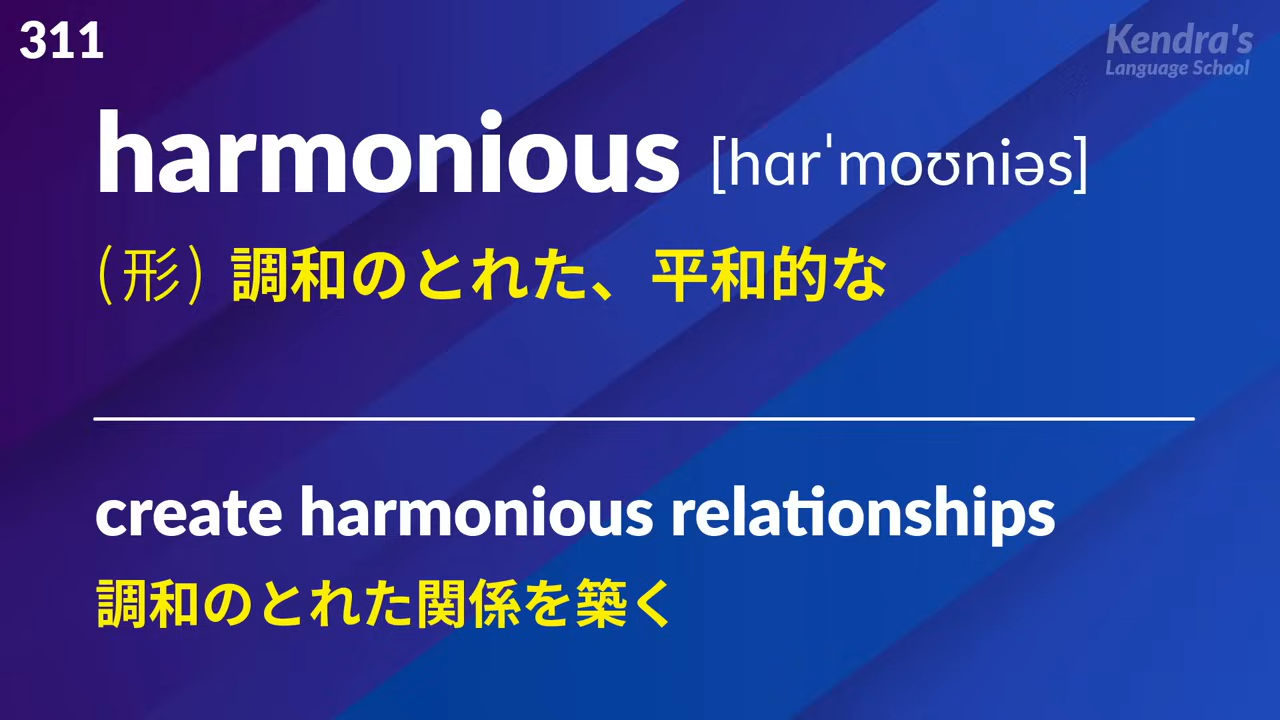 311
Kendra's
Language School
harmonious [hɑrˈmoʊniəs]
(形) 調和のとれた、平和的な
create harmonious relationships
調和のとれた関係を築く